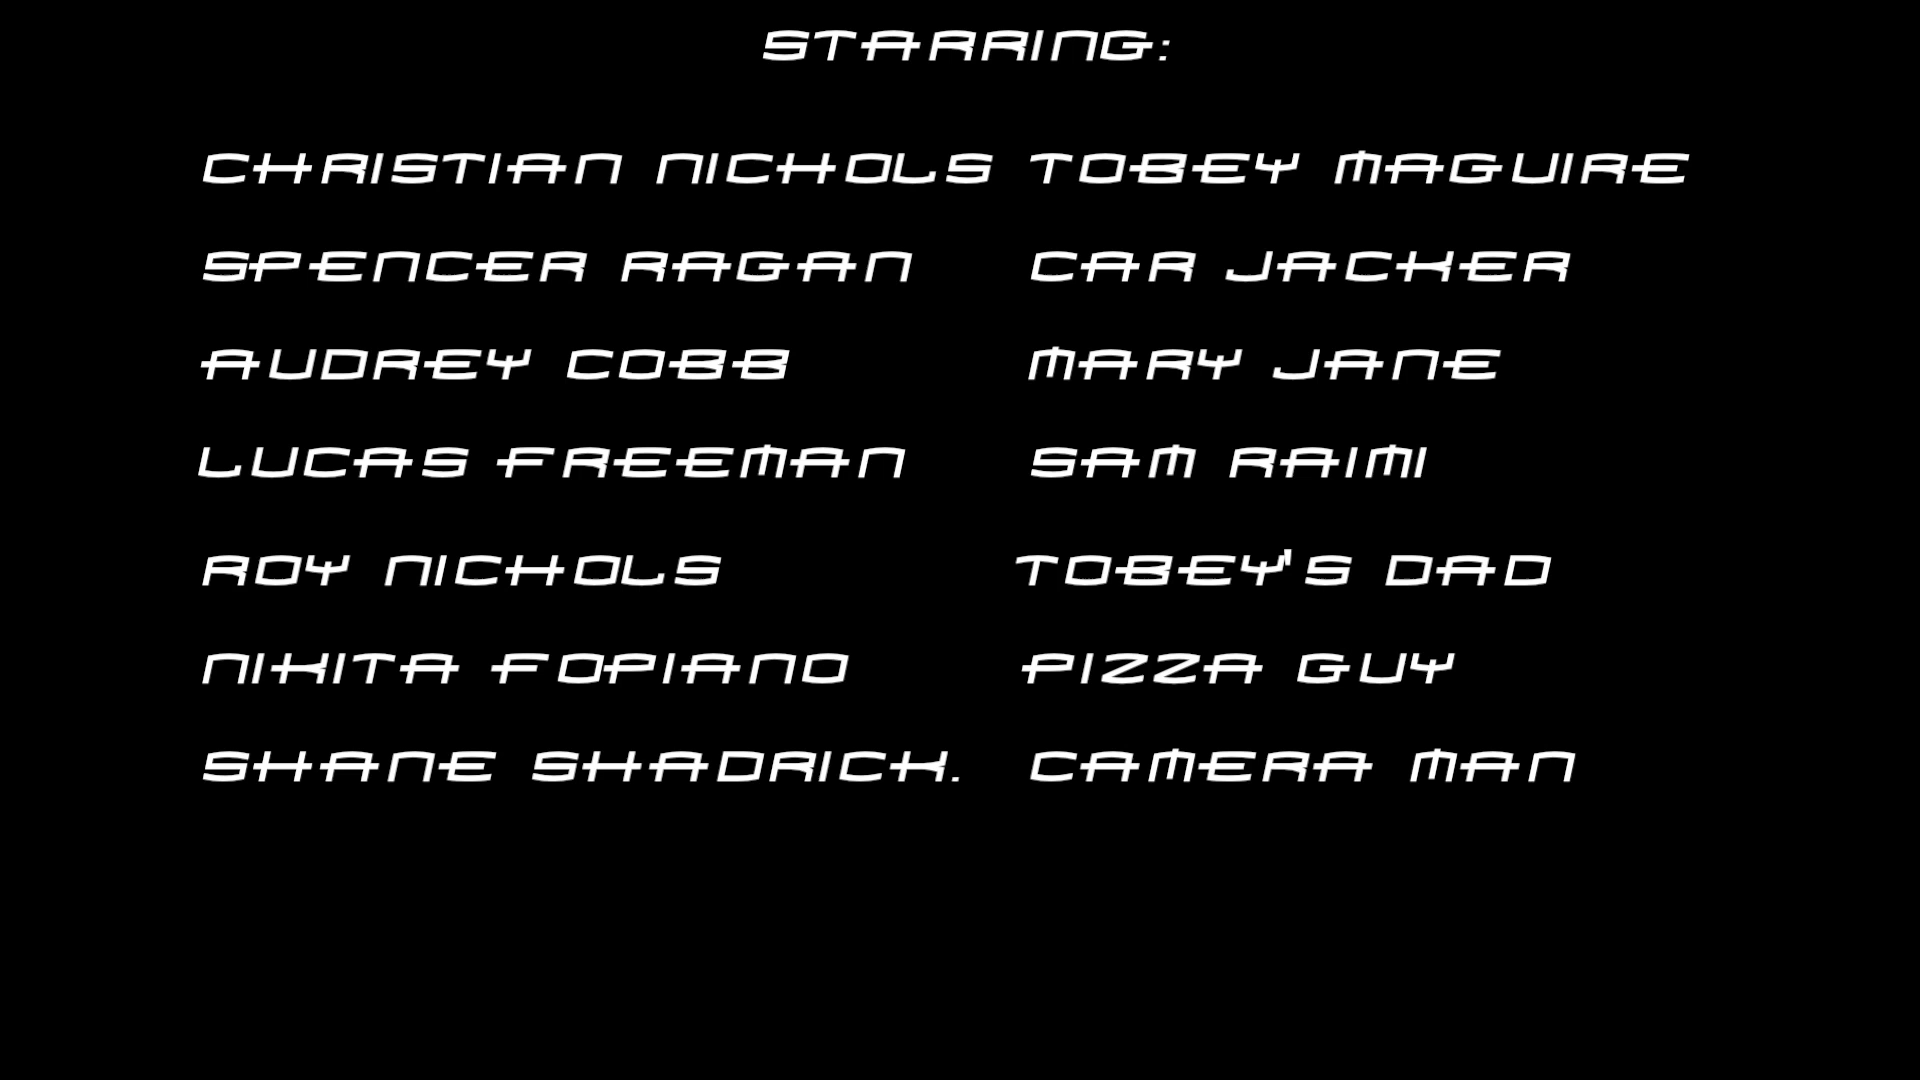 STARRING:
CHRISTIAN NICHOLS TOBEY MAGUIRE
SPENCER RAGAN CAR JACKER
AUDREY COBB MARY JANE
LUCAS FREEMAN SAM RAIMI
ROY NICHOLS TOBEY'S DAD
NIKITA FOPIANO PIZZA GUY
SHANE SHADRICK. CAMERA MAN